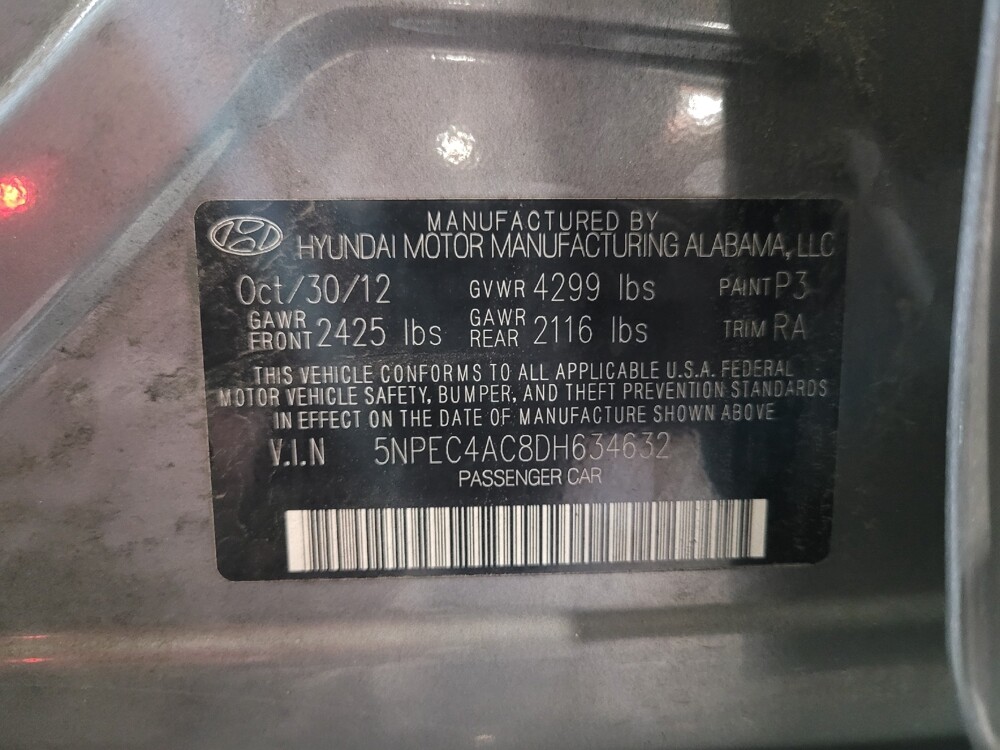 MANUFACTURED BY
HYUNDAI MOTOR MANUFACTURING ALABAMA, LLC
Oct/30/12 GVWR 4299 lbs PAINT P3
GAWR FRONT 2425 lbs GAWR REAR 2116 lbs TRIM RA
THIS VEHICLE CONFORMS TO ALL APPLICABLE U.S.A. FEDERAL
MOTOR VEHICLE SAFETY, BUMPER, AND THEFT PREVENTION STANDARDS
IN EFFECT ON THE DATE OF MANUFACTURE SHOWN ABOVE
V.I.N 5NPEC4AC8DH634632
PASSENGER CAR